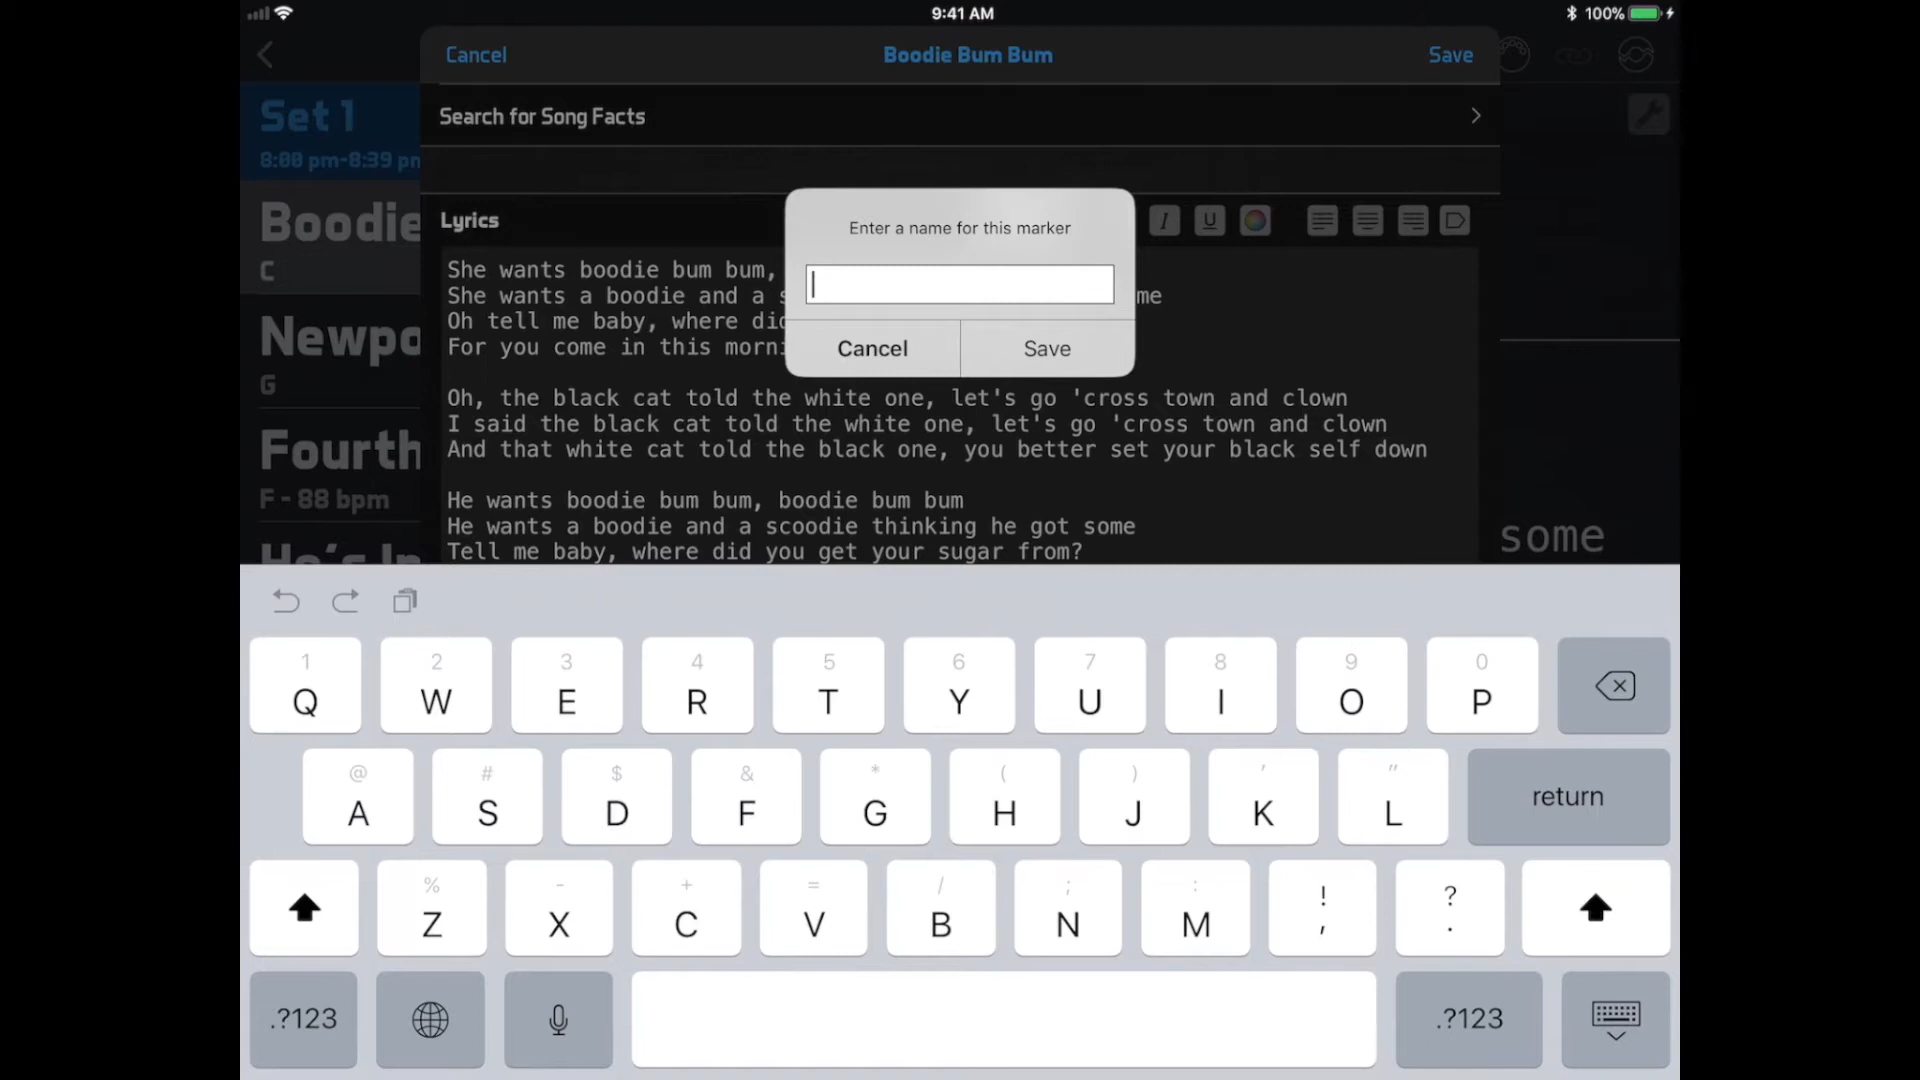 9:41 AM
100%
Cancel
Boodie Bum Bum
Save
Set 1
8:00 pm-8:39 pm
Search for Song Facts
Boodie
C
Newpo
G
Fourth
F - 88 bpm
He's In
Lyrics
I
U
She wants boodie bum bum,
She wants a boodie and a s me
Oh tell me baby, where did
For you come in this morni
Oh, the black cat told the white one, let's go 'cross town and clown
I said the black cat told the white one, let's go 'cross town and clown
And that white cat told the black one, you better set your black self down
He wants boodie bum bum, boodie bum bum
He wants a boodie and a scoodie thinking he got some
Tell me baby, where did you get your sugar from?
some
Enter a name for this marker
Cancel
Save
1 2 3 4 5 6 7 8 9 0
Q W E R T Y U I O P
@ # $ & * ( ) ' "
A S D F G H J K L return
% - + = / ; : ! ?
Z X C V B N M , .
.?123 .?123